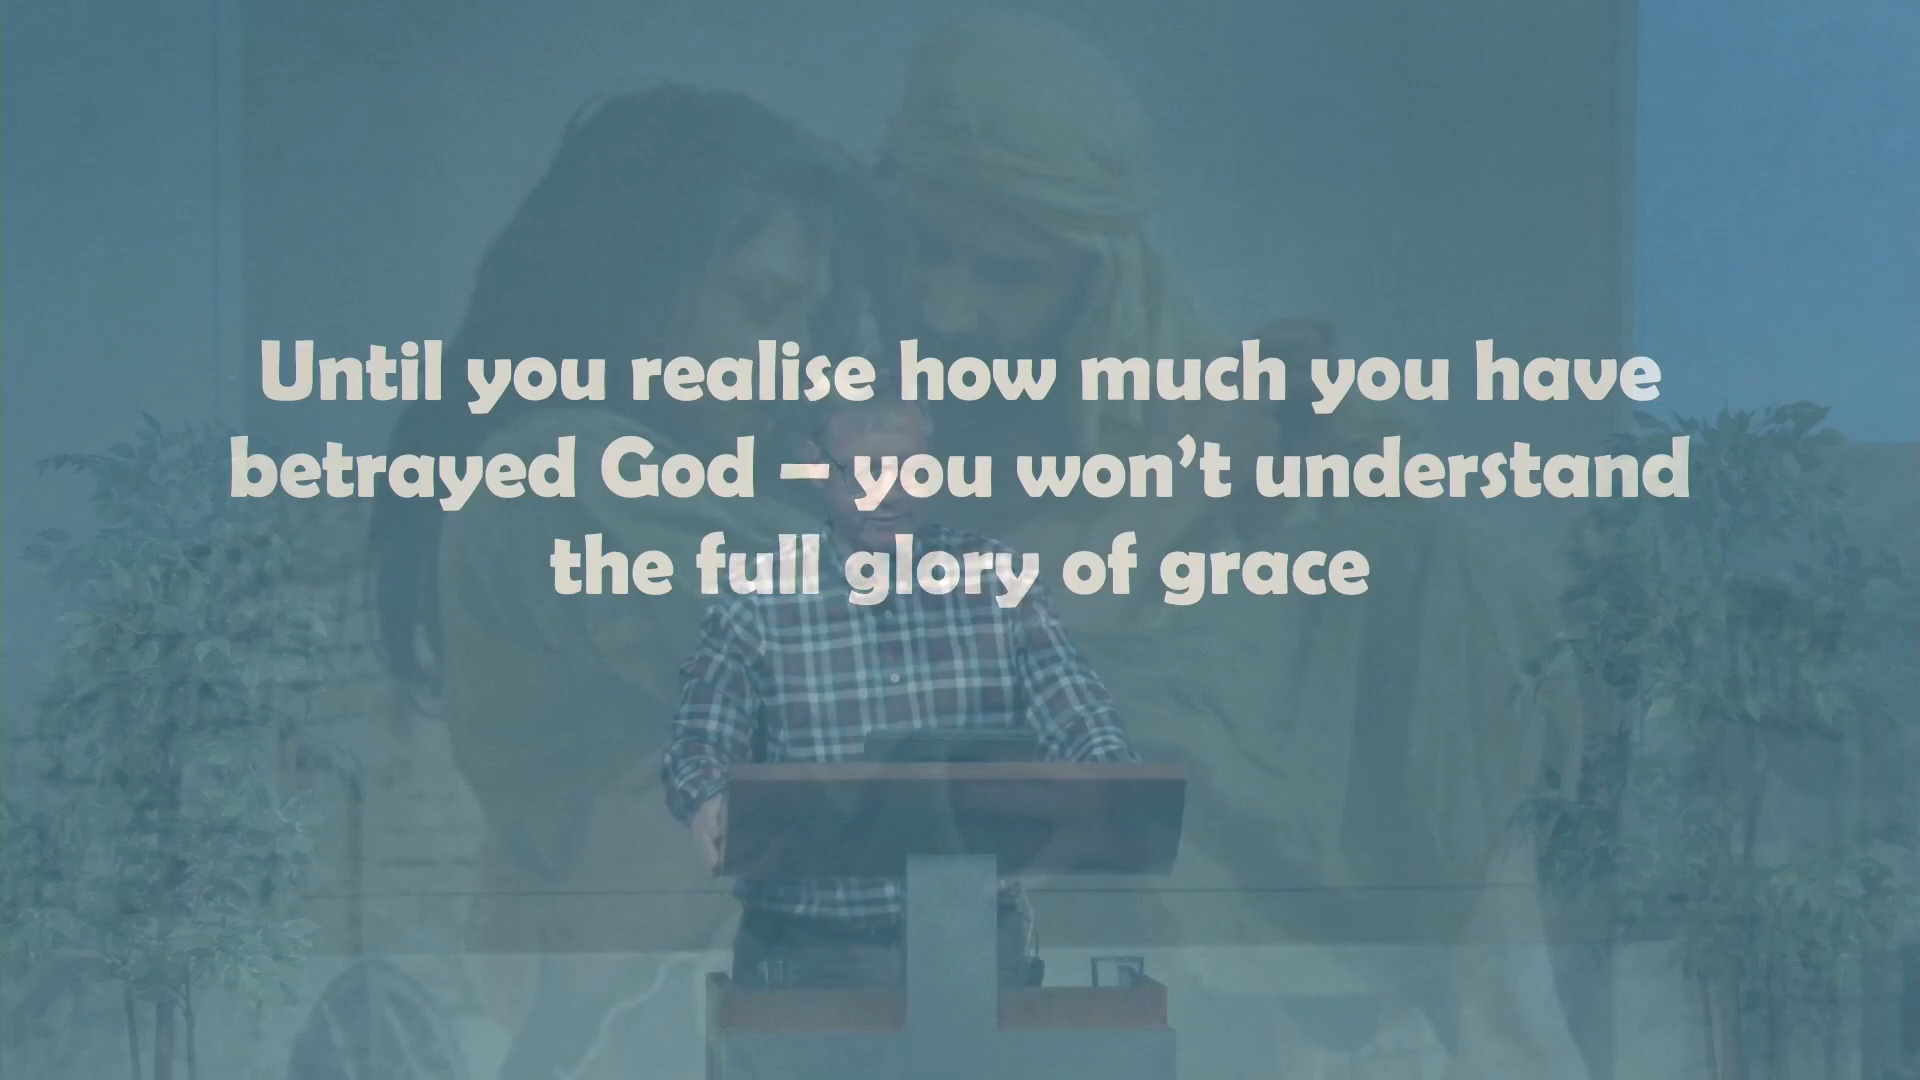 Until you realise how much you have
betrayed God – you won’t understand
the full glory of grace